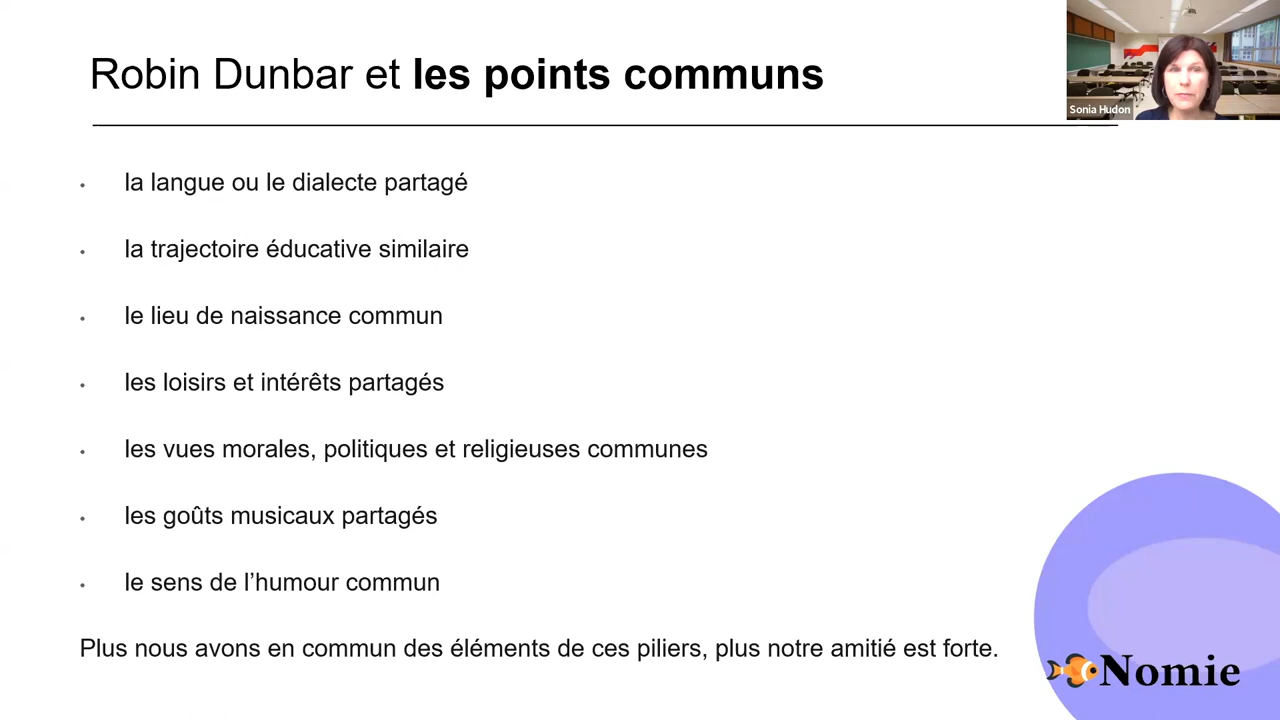 Robin Dunbar et les points communs
Sonia Hudon
• la langue ou le dialecte partagé
• la trajectoire éducative similaire
• le lieu de naissance commun
• les loisirs et intérêts partagés
• les vues morales, politiques et religieuses communes
• les goûts musicaux partagés
• le sens de l’humour commun
Plus nous avons en commun des éléments de ces piliers, plus notre amitié est forte.
Nomie